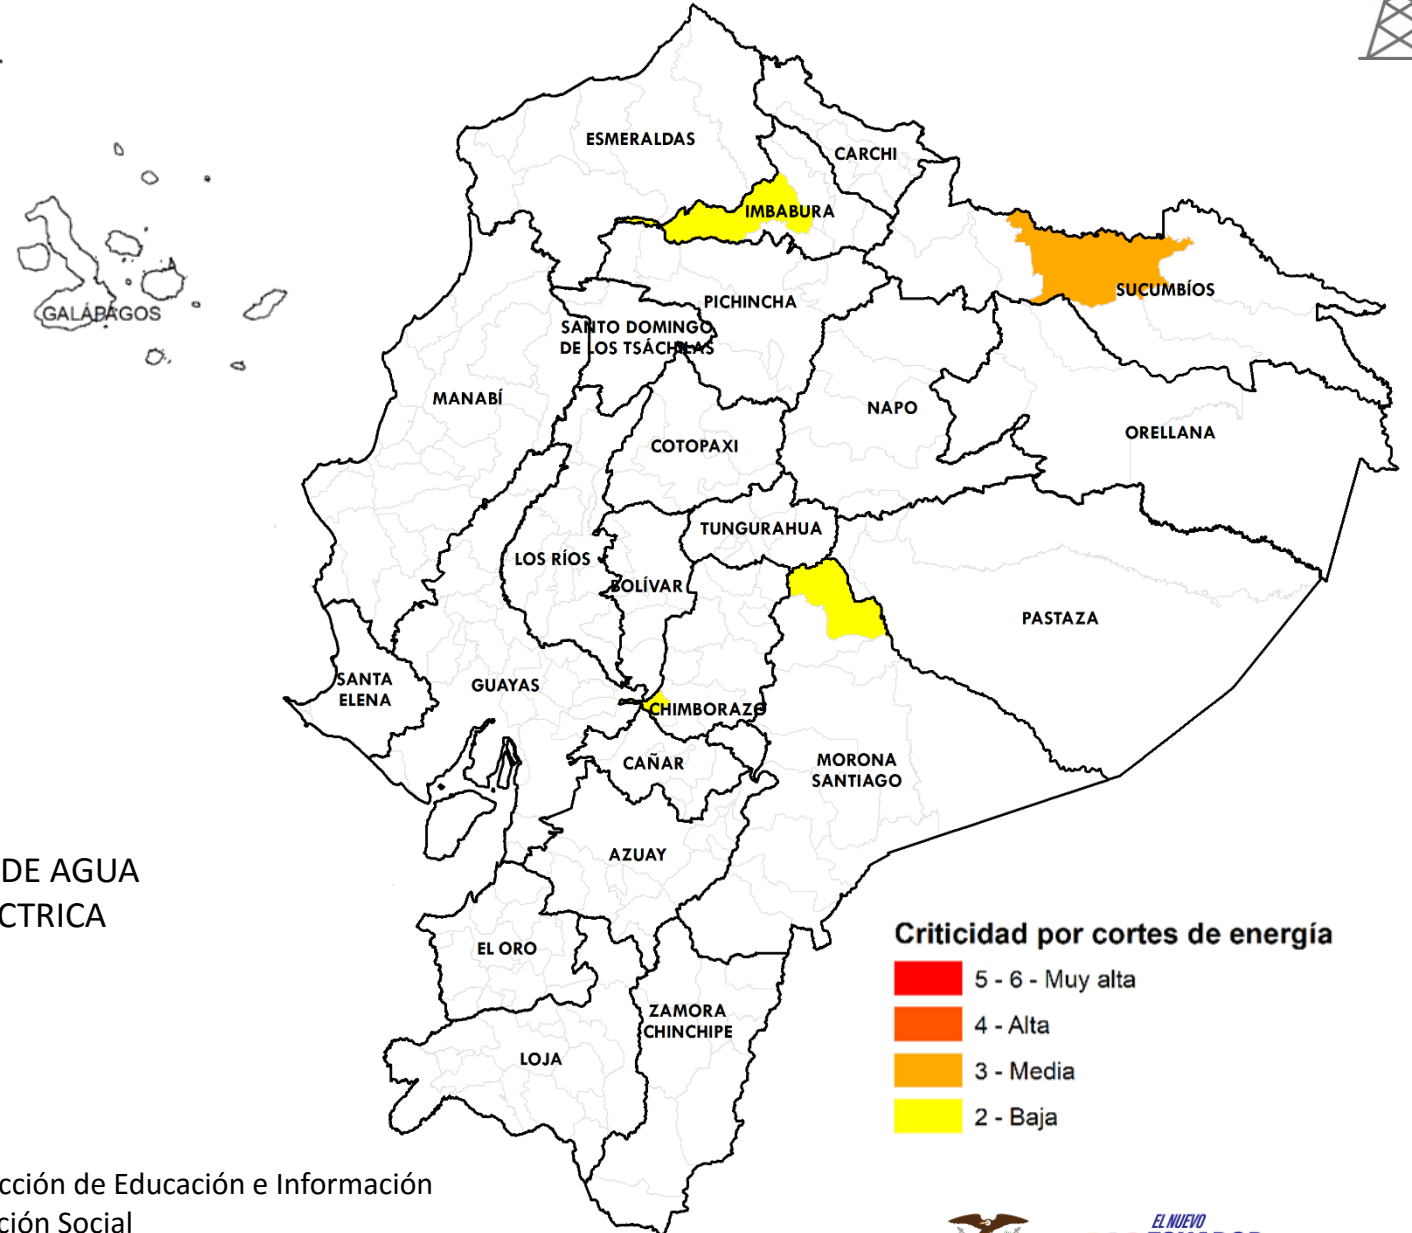 ESMERALDAS
CARCHI
IMBABURA
SUCUMBÍOS
PICHINCHA
GALÁPAGOS
SANTO DOMINGO
DE LOS TSÁCHILAS
MANABÍ
NAPO
ORELLANA
COTOPAXI
TUNGURAHUA
LOS RÍOS
BOLÍVAR
PASTAZA
SANTA
ELENA
GUAYAS
CHIMBORAZO
CAÑAR
MORONA
SANTIAGO
AZUAY
DE AGUA
CTRICA
EL ORO
ZAMORA
CHINCHIPE
LOJA
Criticidad por cortes de energía
5 - 6 - Muy alta
4 - Alta
3 - Media
2 - Baja
cción de Educación e Información
ción Social
EL NUEVO
ECUADOR